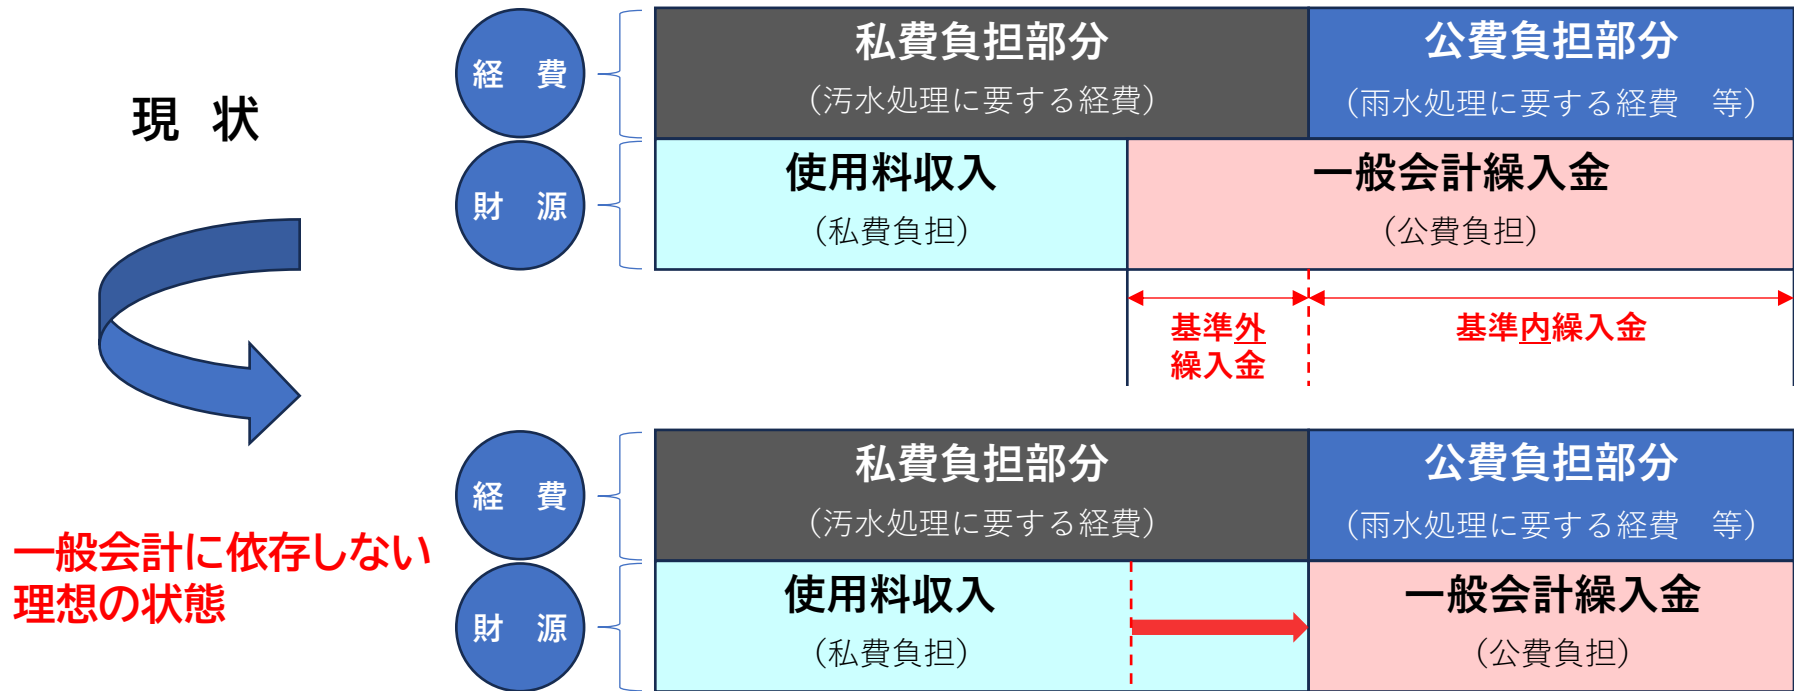 現 状
経 費
私費負担部分
(汚水処理に要する経費)
公費負担部分
(雨水処理に要する経費 等)
財 源
使用料収入
(私費負担)
一般会計繰入金
(公費負担)
基準外
繰入金
基準内繰入金
一般会計に依存しない
理想の状態
経 費
私費負担部分
(汚水処理に要する経費)
公費負担部分
(雨水処理に要する経費 等)
財 源
使用料収入
(私費負担)
一般会計繰入金
(公費負担)